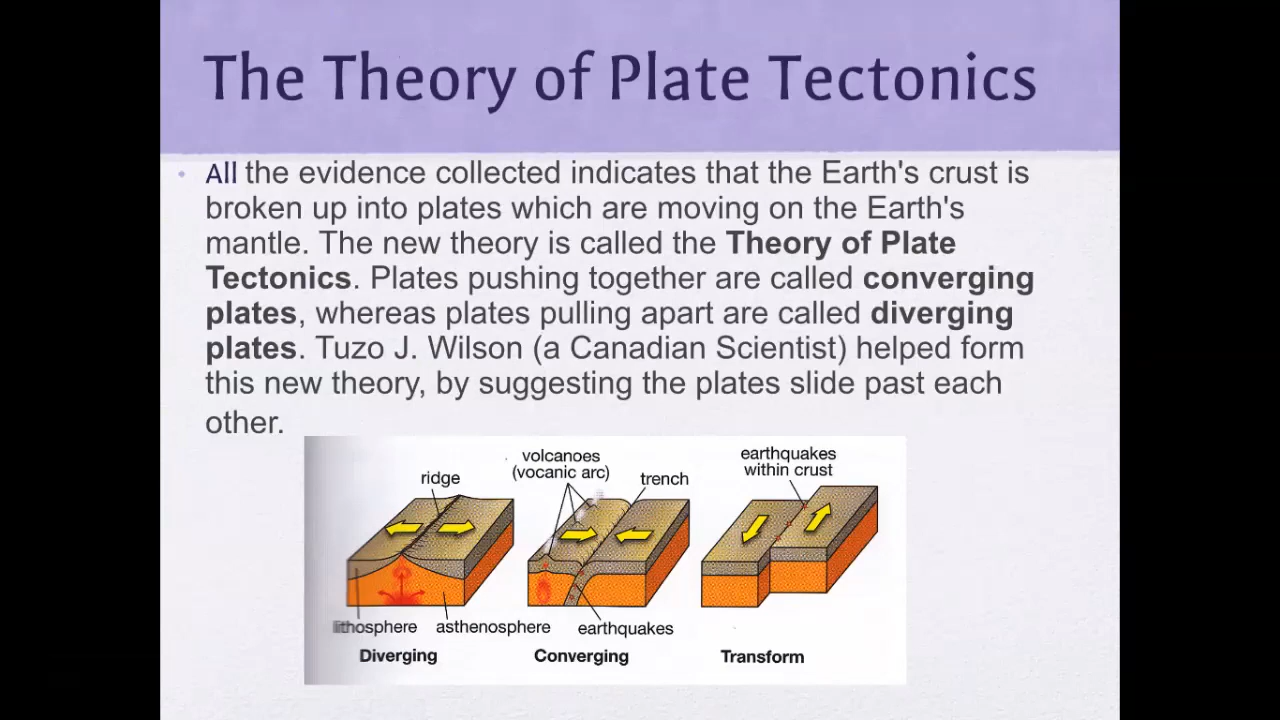 The Theory of Plate Tectonics
• All the evidence collected indicates that the Earth's crust is
broken up into plates which are moving on the Earth's
mantle. The new theory is called the Theory of Plate
Tectonics. Plates pushing together are called converging
plates, whereas plates pulling apart are called diverging
plates. Tuzo J. Wilson (a Canadian Scientist) helped form
this new theory, by suggesting the plates slide past each
other.
ridge
volcanoes
(vocanic arc)
trench
earthquakes
within crust
lithosphere
asthenosphere
earthquakes
Diverging
Converging
Transform